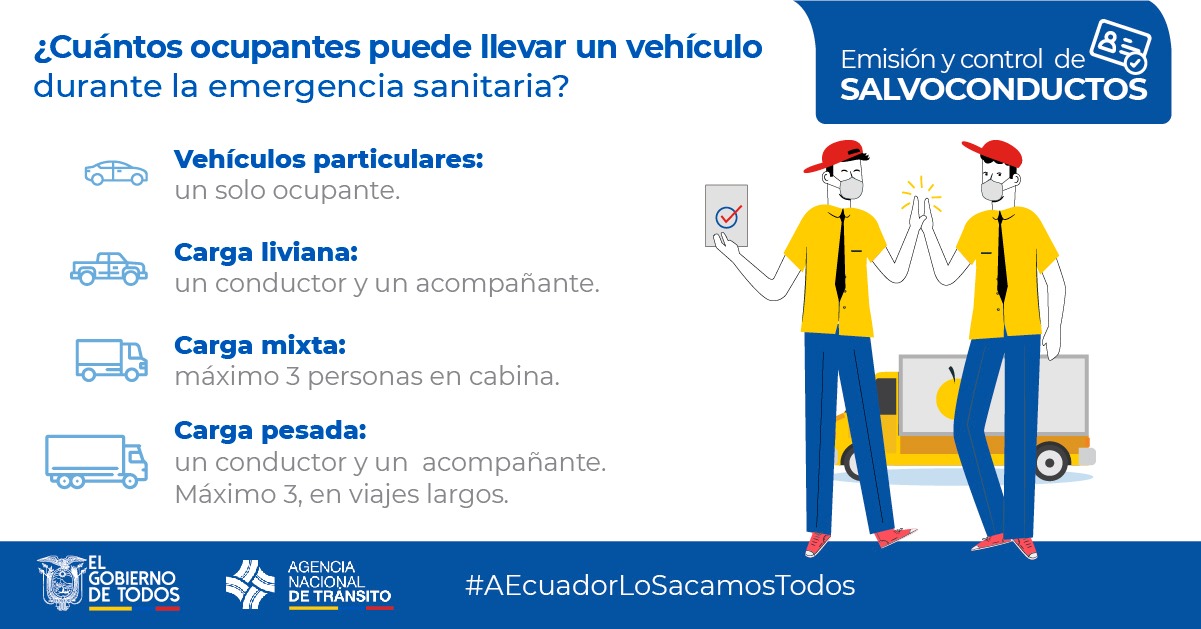 ¿Cuántos ocupantes puede llevar un vehículo
durante la emergencia sanitaria?
Emisión y control de
SALVOCONDUCTOS
Vehículos particulares:
un solo ocupante.
Carga liviana:
un conductor y un acompañante.
Carga mixta:
máximo 3 personas en cabina.
Carga pesada:
un conductor y un acompañante.
Máximo 3, en viajes largos.
EL
GOBIERNO
DE TODOS
AGENCIA
NACIONAL
DE TRÁNSITO
#AEcuadorLoSacamosTodos